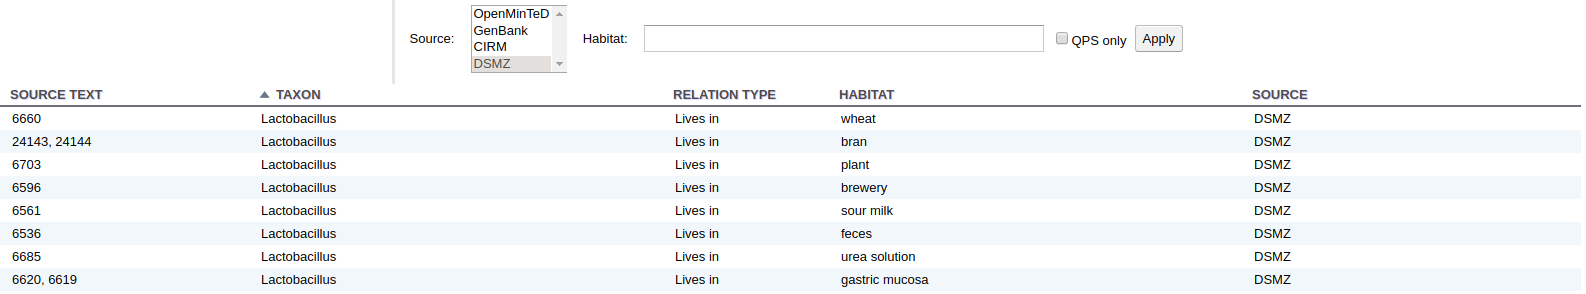 OpenMinTeD
GenBank
CIRM
DSMZ
Source:
Habitat:
QPS only
Apply
SOURCE TEXT TAXON RELATION TYPE HABITAT SOURCE
6660 Lactobacillus Lives in wheat DSMZ
24143, 24144 Lactobacillus Lives in bran DSMZ
6703 Lactobacillus Lives in plant DSMZ
6596 Lactobacillus Lives in brewery DSMZ
6561 Lactobacillus Lives in sour milk DSMZ
6536 Lactobacillus Lives in feces DSMZ
6685 Lactobacillus Lives in urea solution DSMZ
6620, 6619 Lactobacillus Lives in gastric mucosa DSMZ